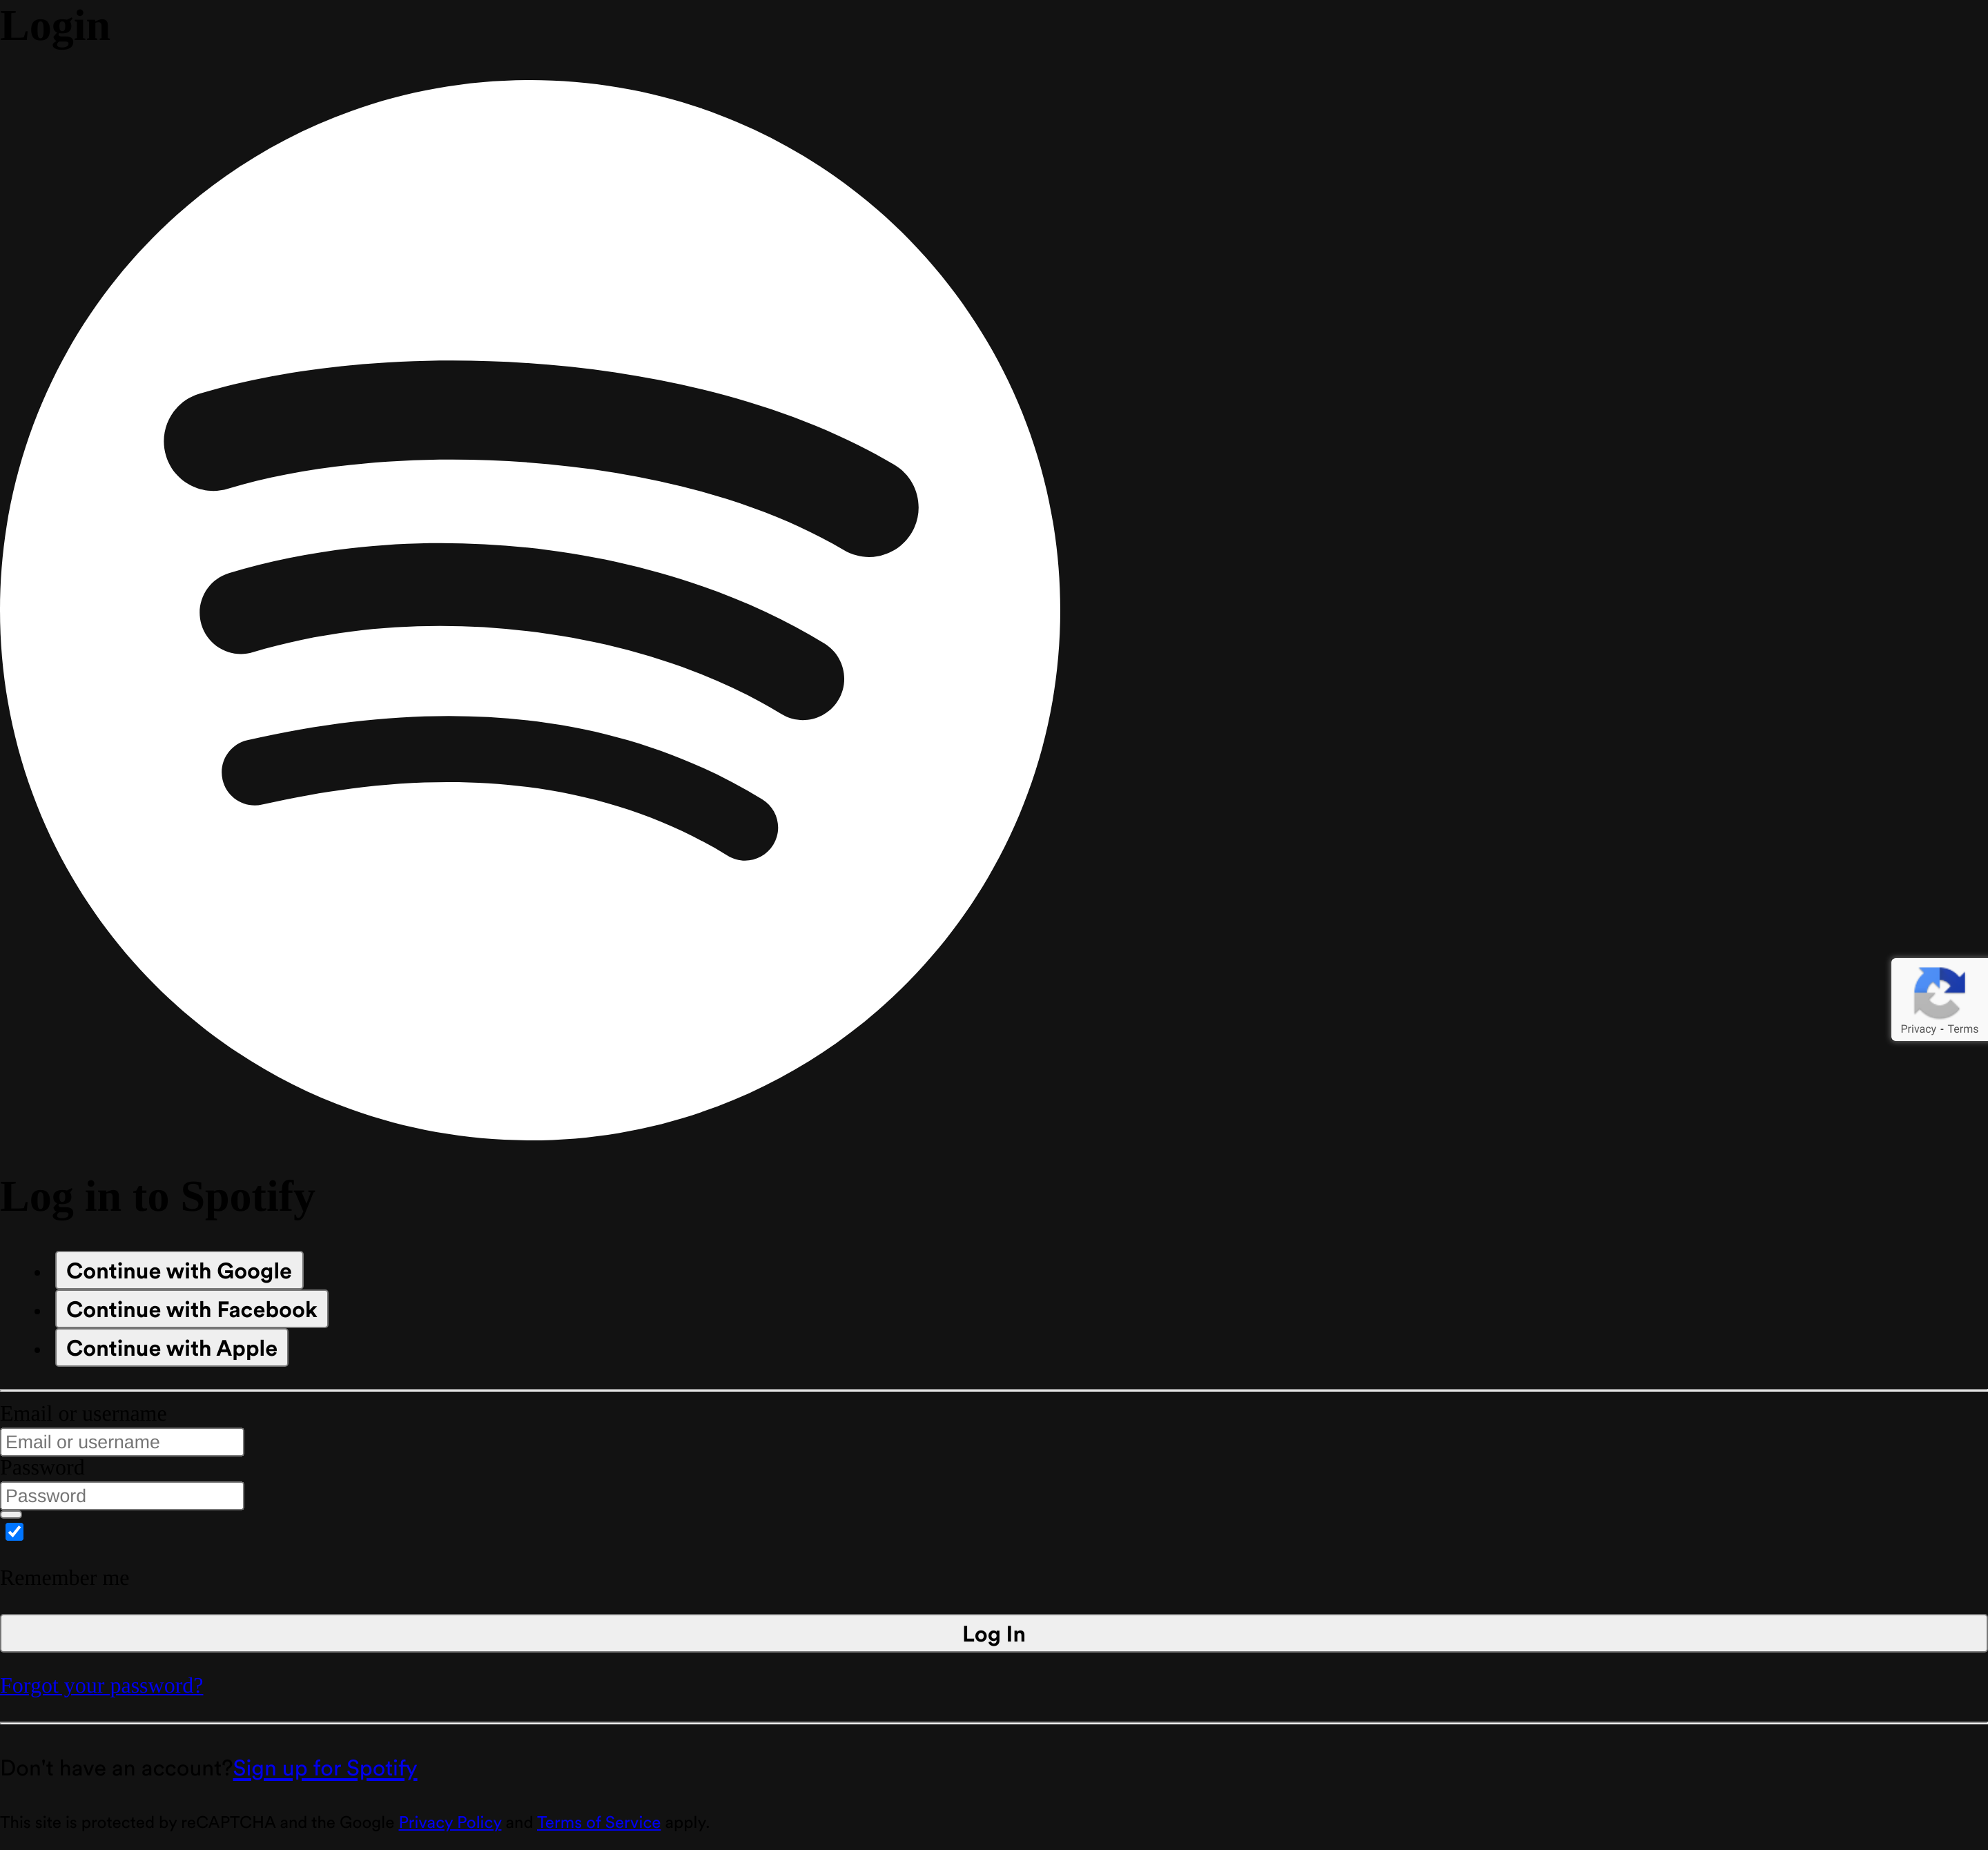 Login
Privacy - Terms
Log in to Spotify
Continue with Google
Continue with Facebook
Continue with Apple
Email or username
Email or username
Password
Password
Remember me
Log In
Forgot your password?
Don't have an account?Sign up for Spotify
This site is protected by reCAPTCHA and the Google Privacy Policy and Terms of Service apply.